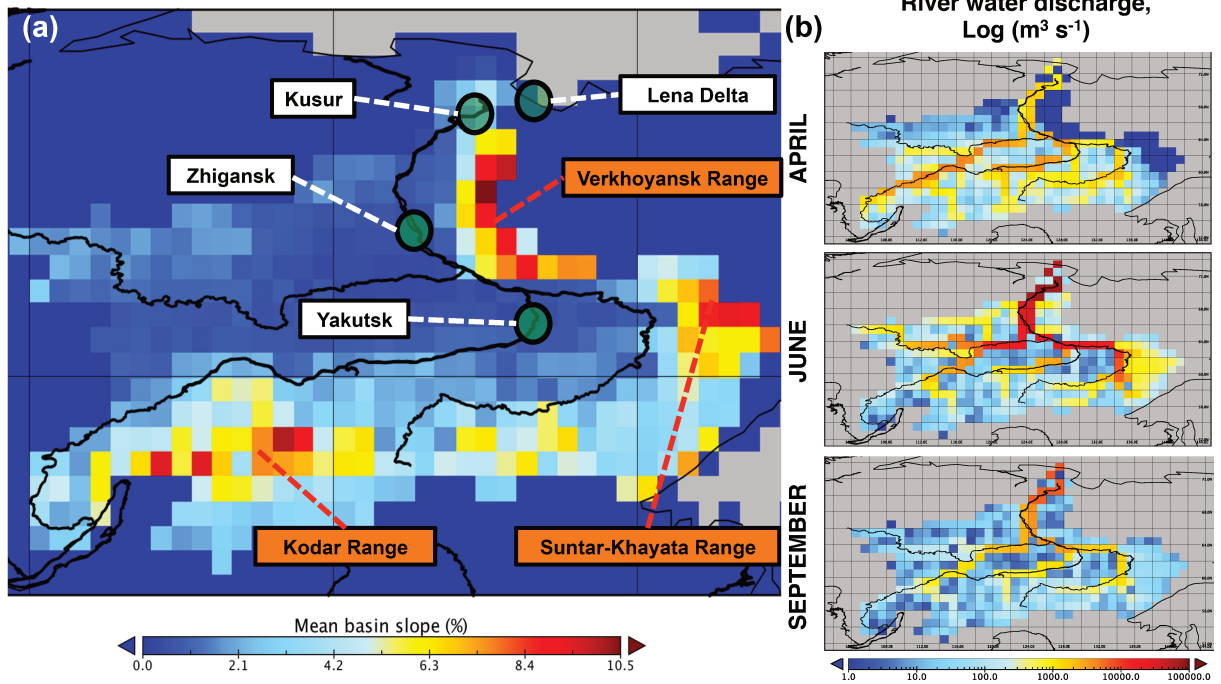 (a)
Kusur
Lena Delta
Zhigansk
Verkhoyansk Range
Yakutsk
Kodar Range
Suntar-Khayata Range
Mean basin slope (%)
0.0 2.1 4.2 6.3 8.4 10.5
(b)
River water discharge,
Log (m³ s⁻¹)
APRIL
JUNE
SEPTEMBER
1.0 10.0 100.0 1000.0 10000.0 100000.0